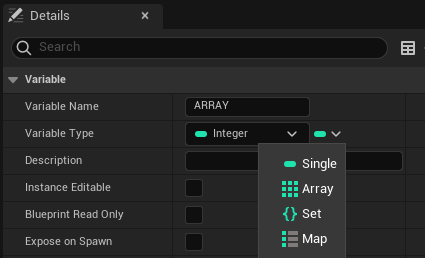 Details
Search
Variable
Variable Name
ARRAY
Variable Type
Integer
Description
Single
Instance Editable
Array
Blueprint Read Only
Set
Expose on Spawn
Map